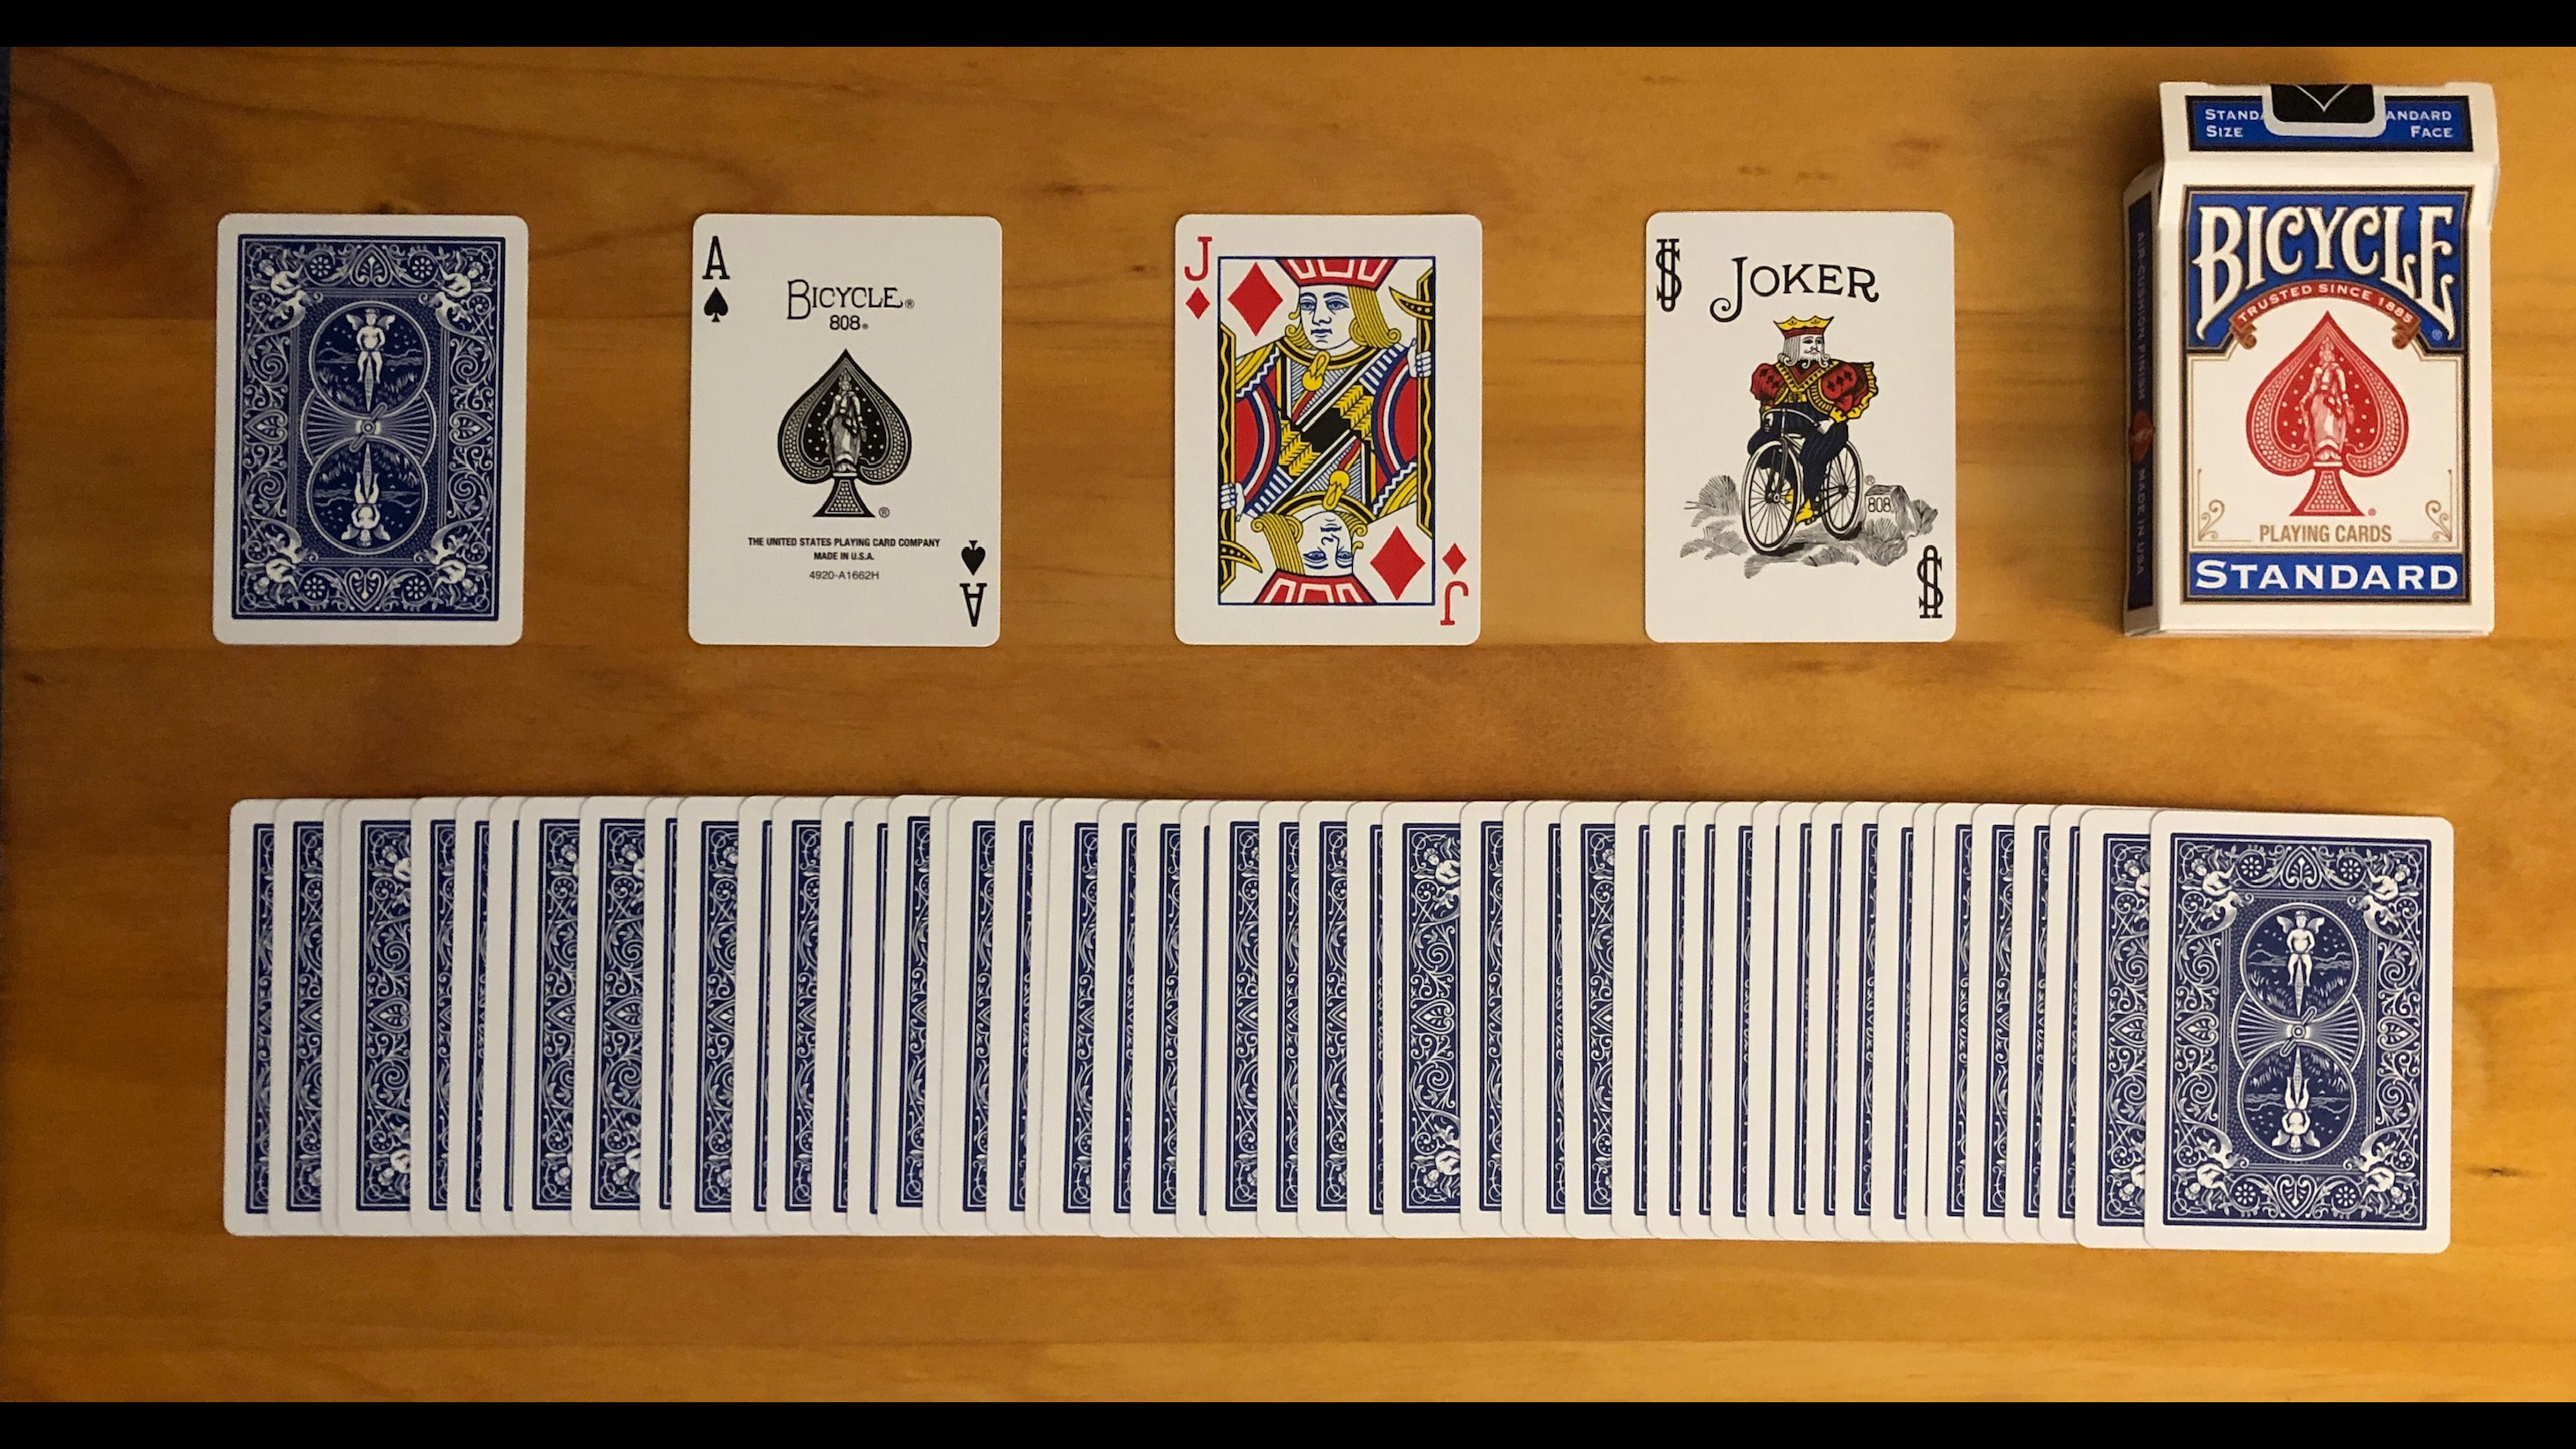 A
BICYCLE®
808®
®
THE UNITED STATES PLAYING CARD COMPANY
MADE IN U.S.A.
4920-A1662H
A
J
J
JOKER
®
808
STANDARD
SIZE
FACE
BICYCLE®
TRUSTED SINCE 1885
®
PLAYING CARDS
STANDARD
AIR-CUSHION FINISH
MADE IN USA